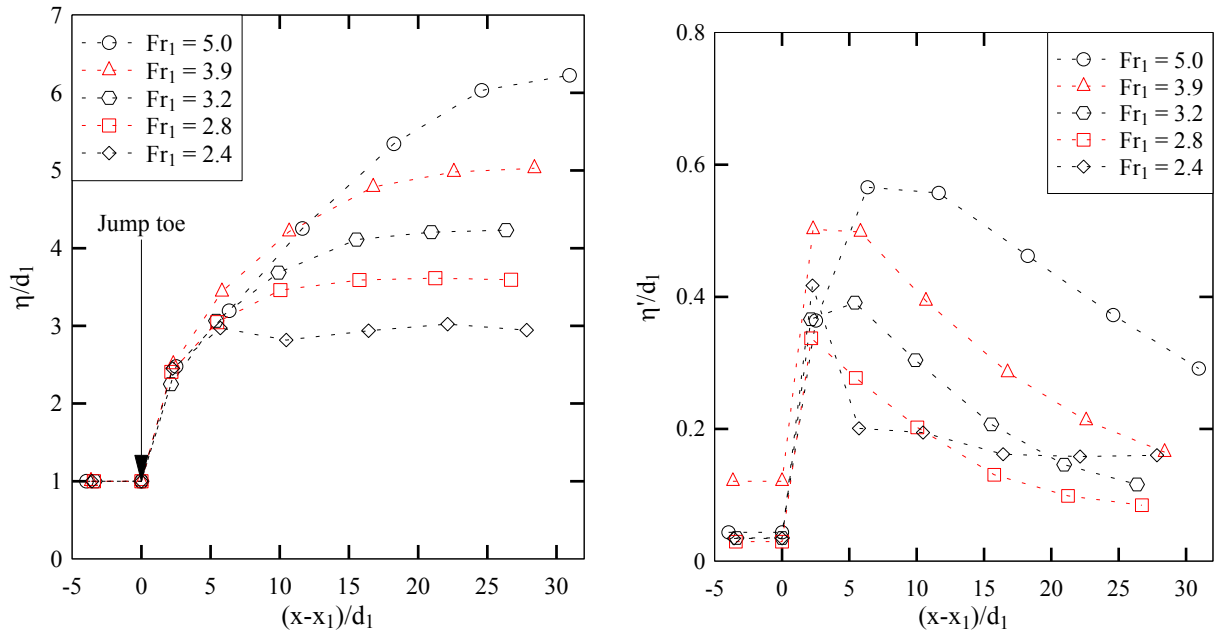 7
6
5
4
3
2
1
0
η/d₁
Fr₁ = 5.0
Fr₁ = 3.9
Fr₁ = 3.2
Fr₁ = 2.8
Fr₁ = 2.4
Jump toe
-5 0 5 10 15 20 25 30
(x-x₁)/d₁
0.8
0.6
0.4
0.2
0
η'/d₁
Fr₁ = 5.0
Fr₁ = 3.9
Fr₁ = 3.2
Fr₁ = 2.8
Fr₁ = 2.4
-5 0 5 10 15 20 25 30
(x-x₁)/d₁